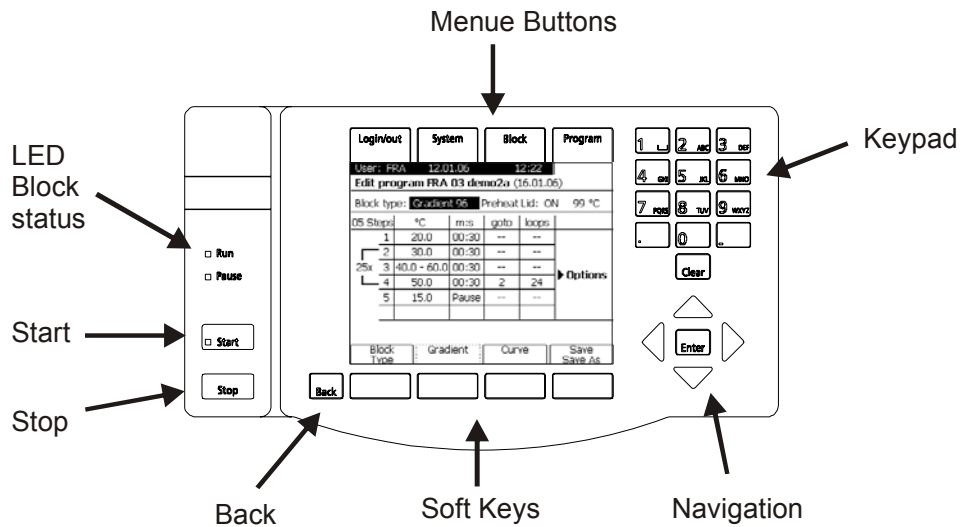 Menue Buttons
Keypad
LED
Block
status
Start
Stop
Back
Soft Keys
Navigation
Run
Pause
Start
Stop
Back
Login/out System Block Program
User: FRA 12.01.06 12:22
Edit program FRA 03 demo2a (16.01.06)
Block type: Gradient 96 Preheat Lid: ON 99 °C
05 Steps °C m:s goto loops
1 20.0 00:30 -- --
2 30.0 00:30 -- --
25x 3 40.0 - 60.0 00:30 -- --
4 50.0 00:30 2 24
5 15.0 Pause -- --
Options
Block Type
Gradient
Curve
Save
Save As
1 2 ABC 3 DEF
4 GHI 5 JKL 6 MNO
7 PQRS 8 TUV 9 WXYZ
. 0 -
Clear
Enter